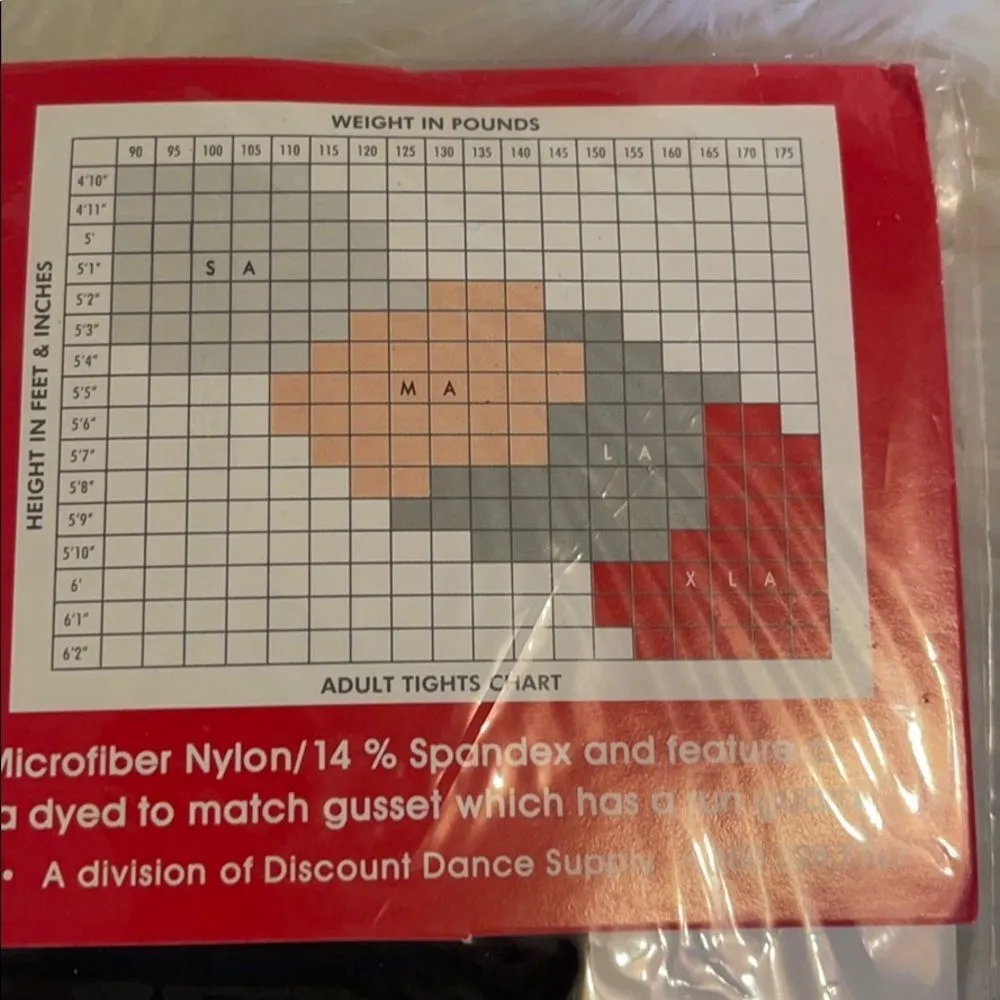 WEIGHT IN POUNDS
90 95 100 105 110 115 120 125 130 135 140 145 150 155 160 165 170 175
HEIGHT IN FEET & INCHES
4'10"
4'11"
5'
5'1" S A
5'2"
5'3"
5'4"
5'5" M A
5'6"
5'7" L A
5'8"
5'9"
5'10"
6' X L A
6'1"
6'2"
ADULT TIGHTS CHART
Microfiber Nylon/14 % Spandex and feature
a dyed to match gusset which has a run
• A division of Discount Dance Supply